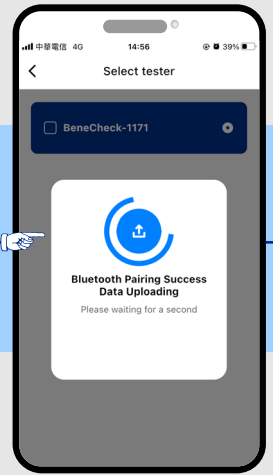 中華電信 4G 14:56 39%
Select tester
BeneCheck-1171
Bluetooth Pairing Success
Data Uploading
Please waiting for a second